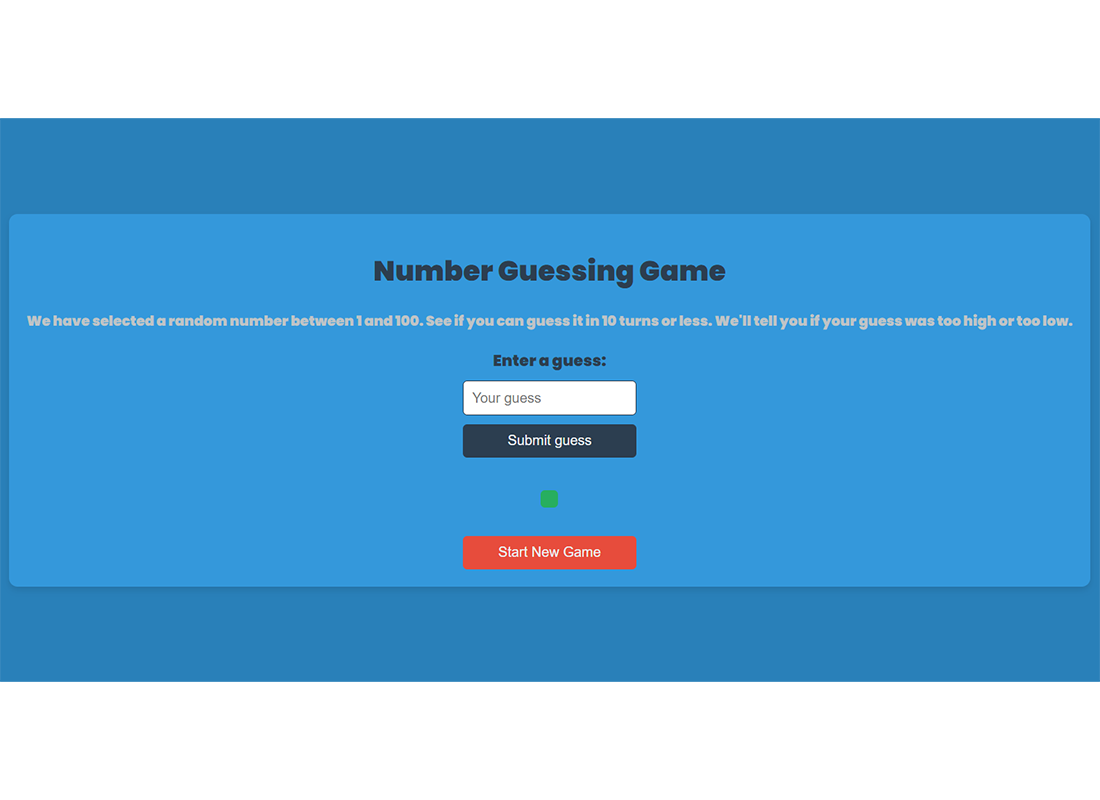 Number Guessing Game
We have selected a random number between 1 and 100. See if you can guess it in 10 turns or less. We'll tell you if your guess was too high or too low.
Enter a guess:
Your guess
Submit guess
Start New Game